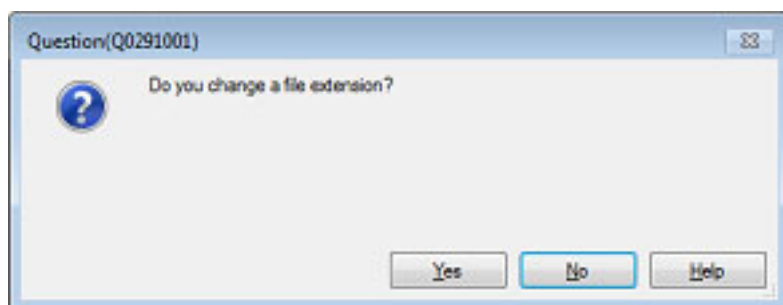 Question(Q0291001)
Do you change a file extension?
Yes
No
Help